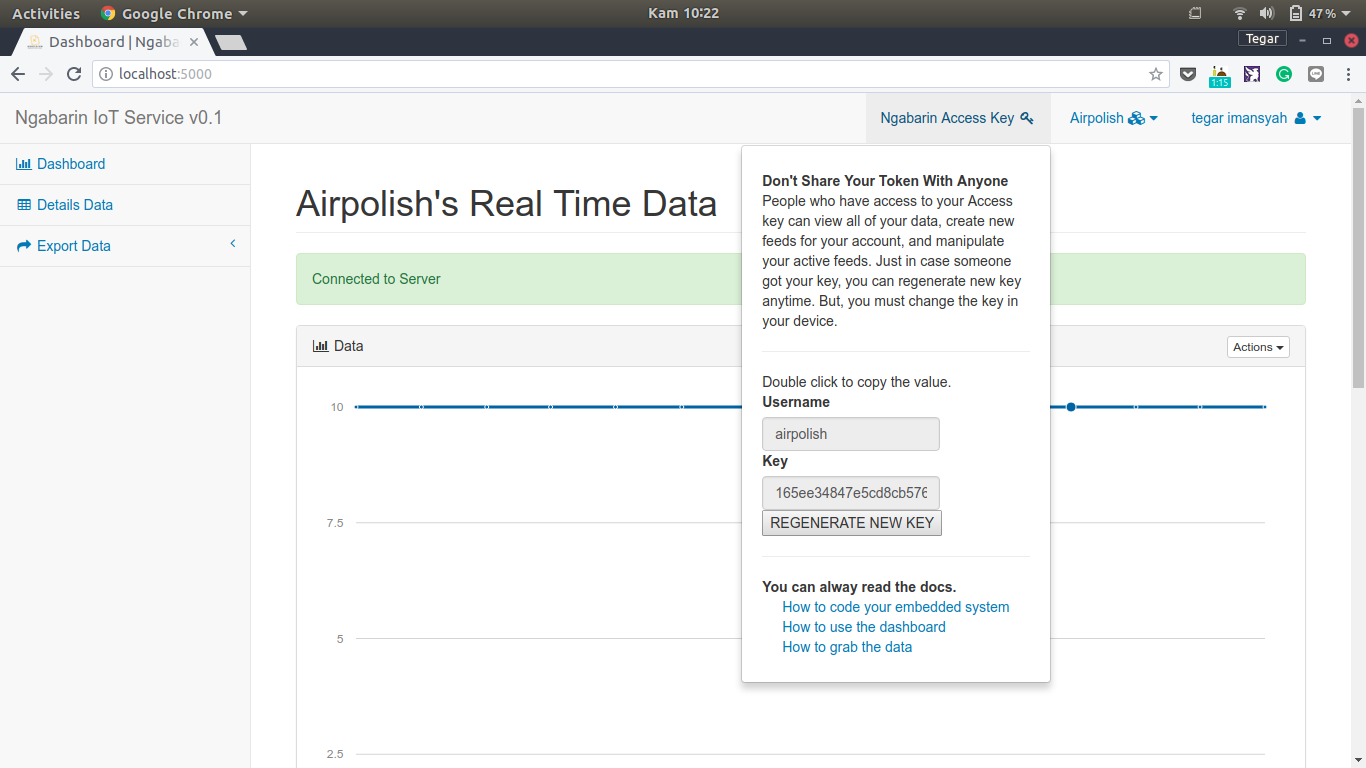 Activities Google Chrome Kam 10:22 47%
Dashboard | Ngaba Tegar
localhost:5000 1:15
Ngabarin IoT Service v0.1 Ngabarin Access Key Airpolish tegar imansyah
Dashboard
Details Data
Export Data
Airpolish's Real Time Data
Connected to Server
Data Actions
10
7.5
5
2.5
Don't Share Your Token With Anyone
People who have access to your Access
key can view all of your data, create new
feeds for your account, and manipulate
your active feeds. Just in case someone
got your key, you can regenerate new key
anytime. But, you must change the key in
your device.
Double click to copy the value.
Username
airpolish
Key
165ee34847e5cd8cb576
REGENERATE NEW KEY
You can alway read the docs.
How to code your embedded system
How to use the dashboard
How to grab the data